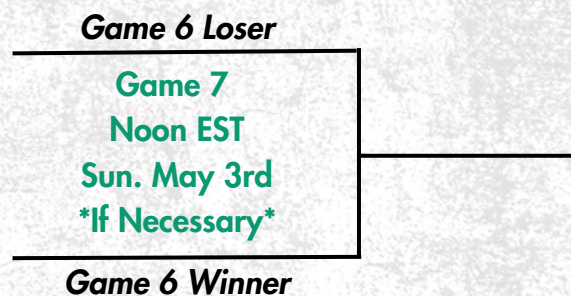 Game 6 Loser
Game 7
Noon EST
Sun. May 3rd
*If Necessary*
Game 6 Winner